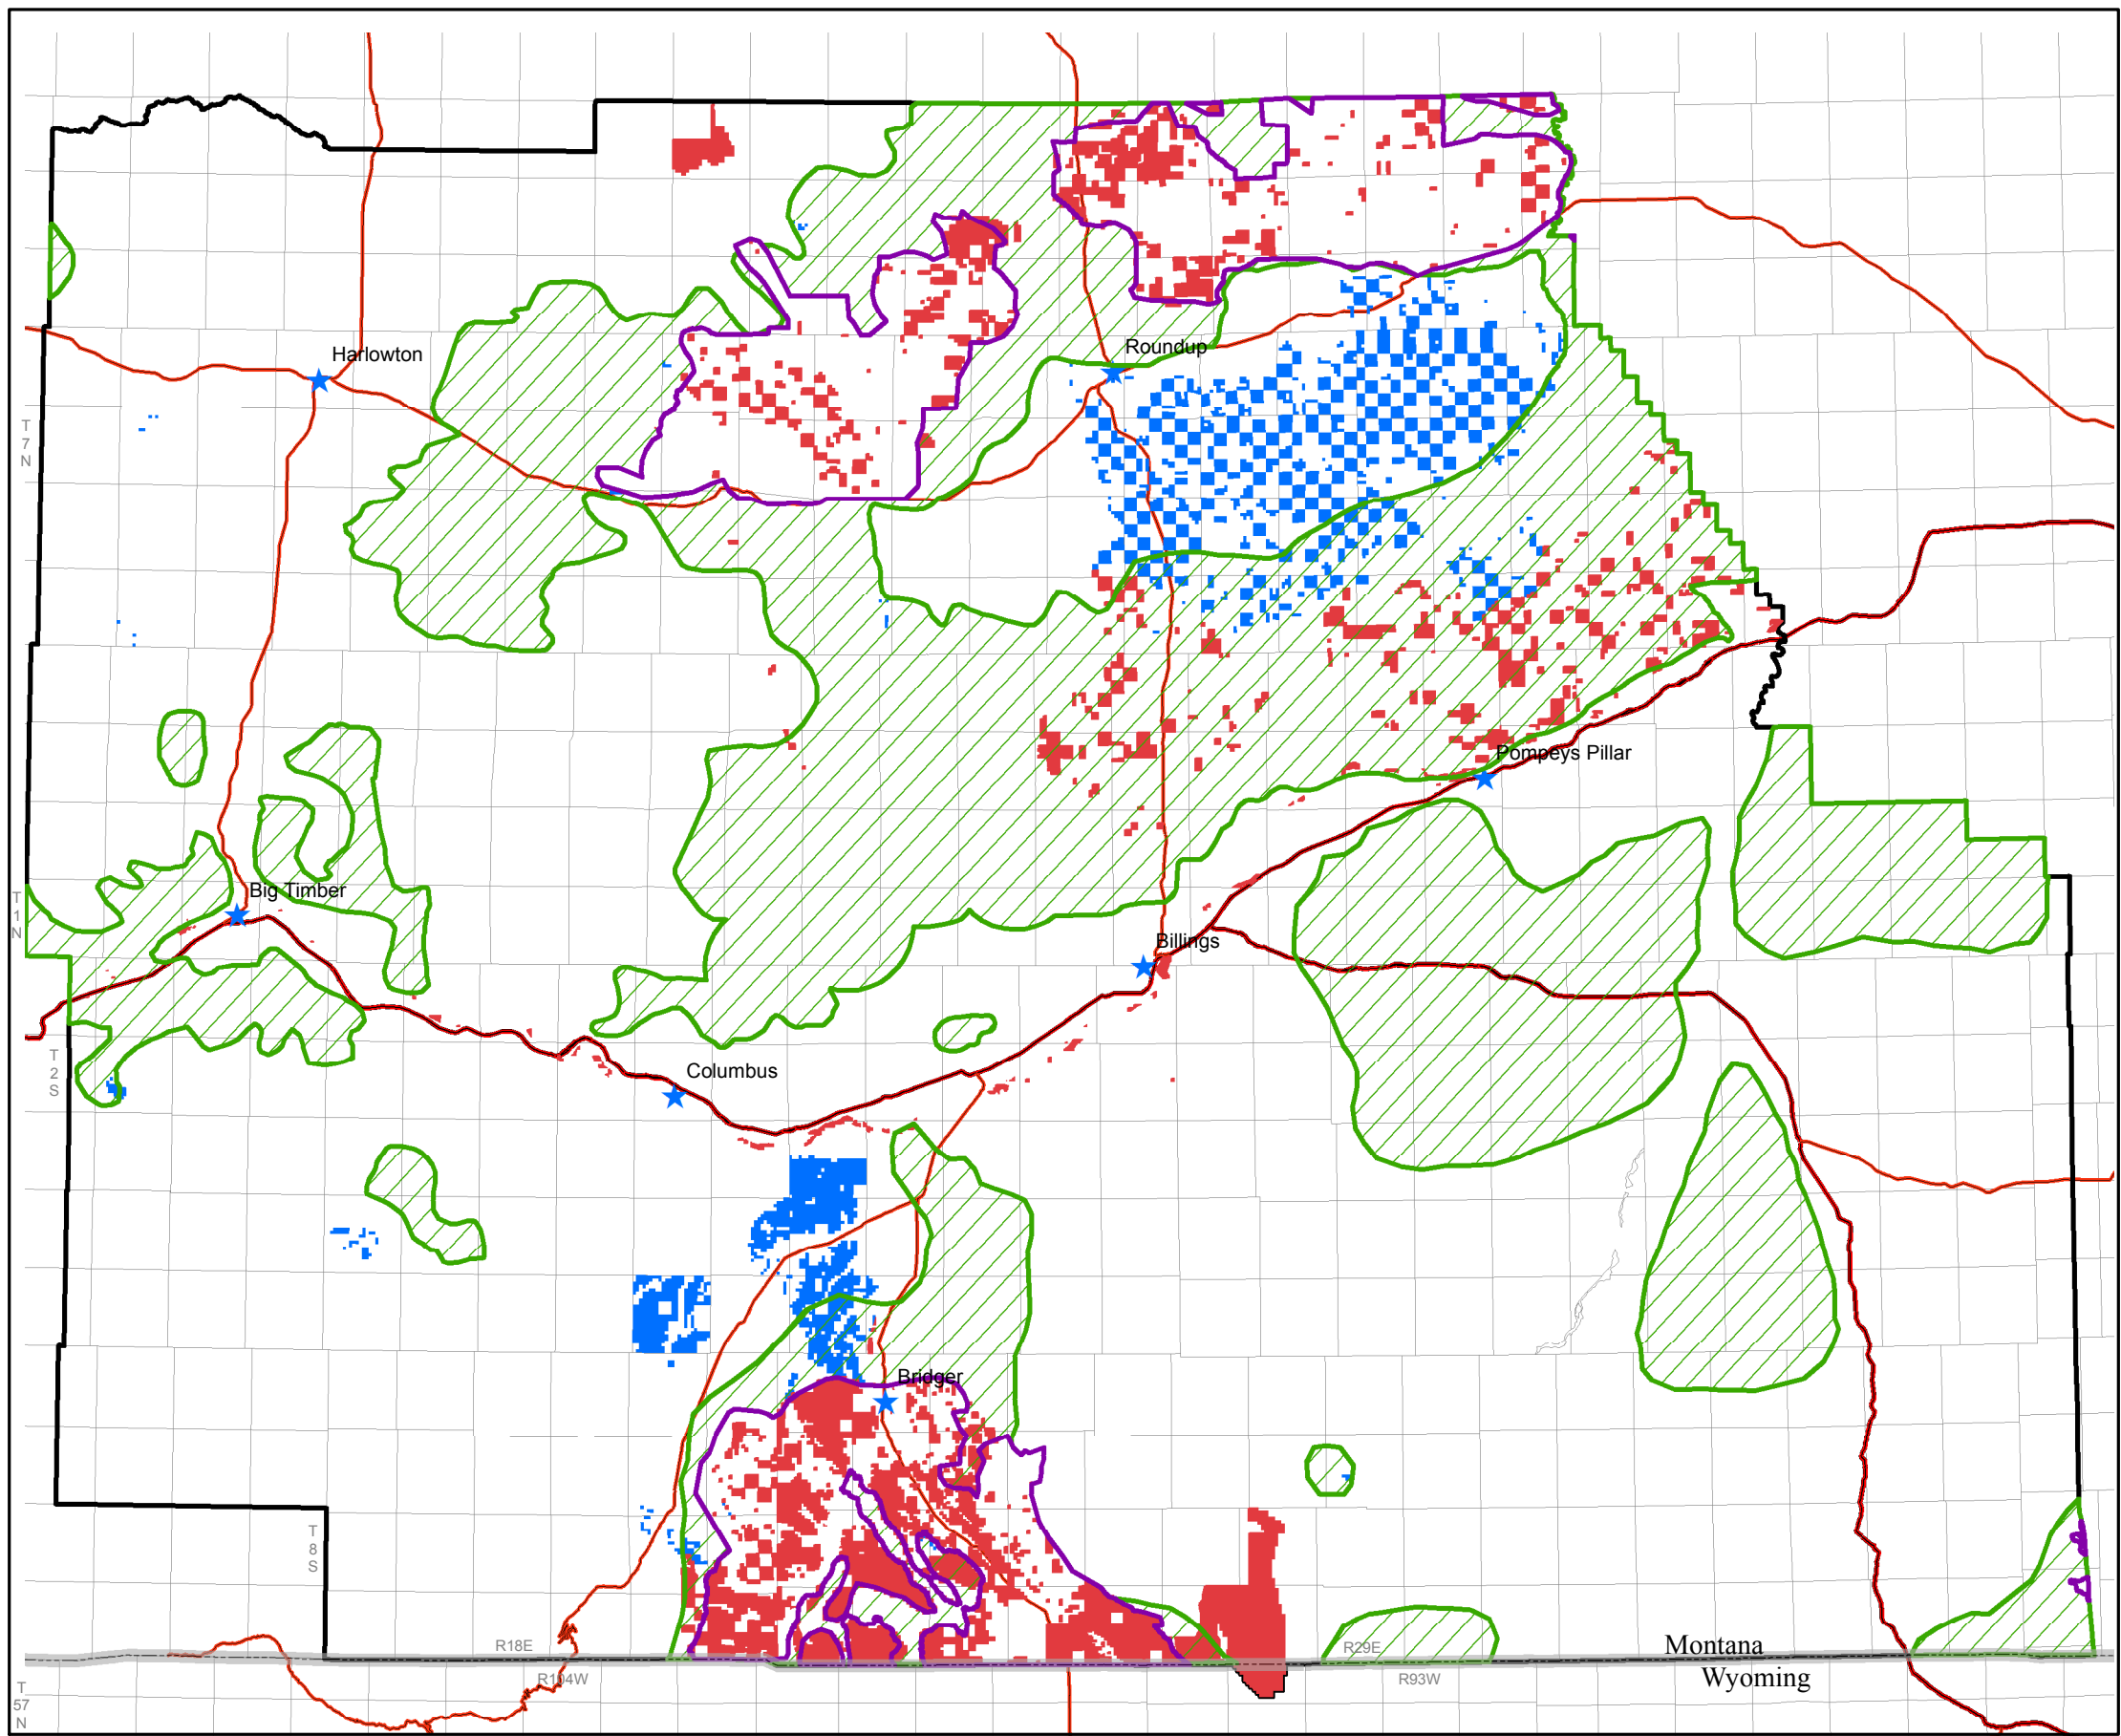 Harlowton
Roundup
T
7
N
Pompeys Pillar
Big Timber
T
1
N
Billings
T
2
S
Columbus
Bridger
T
8
S
R18E
R29E
Montana
R104W
R93W
Wyoming
T
57
N